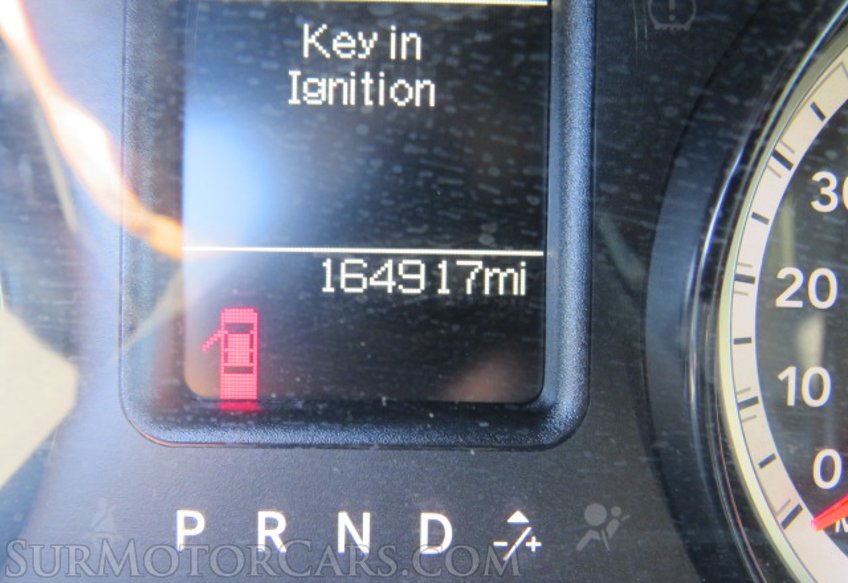 Key in
Ignition
164917mi
30
20
10
0
P R N D -/+
SurMotorCars.com